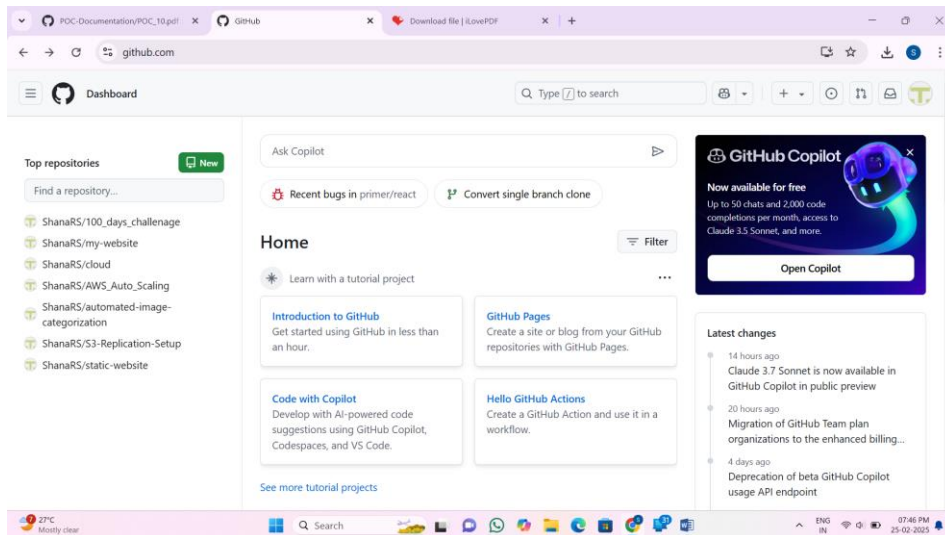 POC-Documentation/POC_10.pdf
GitHub
Download file | iLovePDF
github.com
S
Dashboard
Type / to search
Top repositories
New
Find a repository...
ShanaRS/100_days_challenage
ShanaRS/my-website
ShanaRS/cloud
ShanaRS/AWS_Auto_Scaling
ShanaRS/automated-image-
categorization
ShanaRS/S3-Replication-Setup
ShanaRS/static-website
Ask Copilot
Recent bugs in primer/react
Convert single branch clone
Home
Filter
Learn with a tutorial project
Introduction to GitHub
Get started using GitHub in less than
an hour.
GitHub Pages
Create a site or blog from your GitHub
repositories with GitHub Pages.
Code with Copilot
Develop with AI-powered code
suggestions using GitHub Copilot,
Codespaces, and VS Code.
Hello GitHub Actions
Create a GitHub Action and use it in a
workflow.
See more tutorial projects
GitHub Copilot
Now available for free
Up to 50 chats and 2,000 code
completions per month, access to
Claude 3.5 Sonnet, and more.
Open Copilot
Latest changes
14 hours ago
Claude 3.7 Sonnet is now available in
GitHub Copilot in public preview
20 hours ago
Migration of GitHub Team plan
organizations to the enhanced billing...
4 days ago
Deprecation of beta GitHub Copilot
usage API endpoint
27°C
Mostly clear
Search
ENG
IN
07:46 PM
25-02-2025